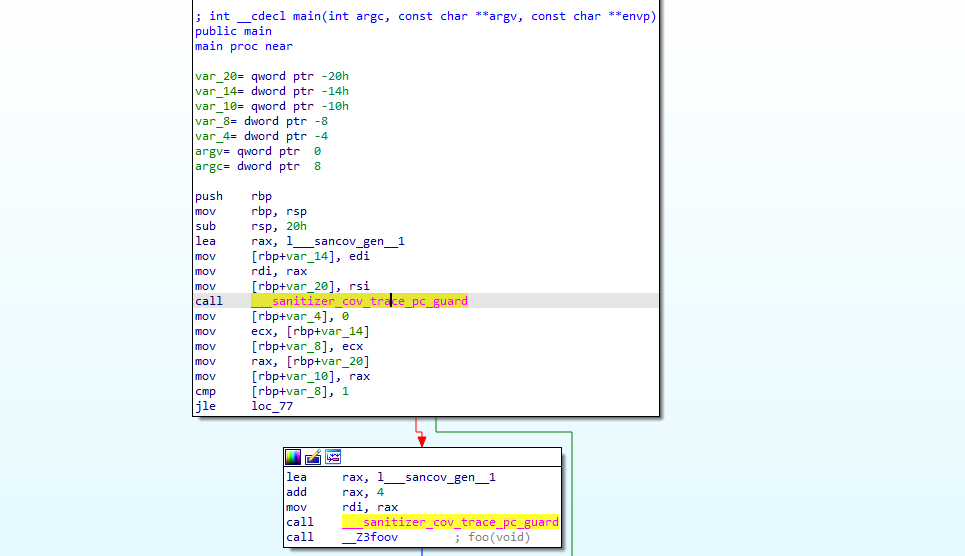 ; int __cdecl main(int argc, const char **argv, const char **envp)
public main
main proc near
var_20= qword ptr -20h
var_14= dword ptr -14h
var_10= qword ptr -10h
var_8= dword ptr -8
var_4= dword ptr -4
argv= qword ptr  0
argc= dword ptr  8
push    rbp
mov     rbp, rsp
sub     rsp, 20h
lea     rax, l___sancov_gen__1
mov     [rbp+var_14], edi
mov     rdi, rax
mov     [rbp+var_20], rsi
call    ___sanitizer_cov_trace_pc_guard
mov     [rbp+var_4], 0
mov     ecx, [rbp+var_14]
mov     [rbp+var_8], ecx
mov     rax, [rbp+var_20]
mov     [rbp+var_10], rax
cmp     [rbp+var_8], 1
jle     loc_77
lea     rax, l___sancov_gen__1
add     rax, 4
mov     rdi, rax
call    ___sanitizer_cov_trace_pc_guard
call    __Z3foov        ; foo(void)